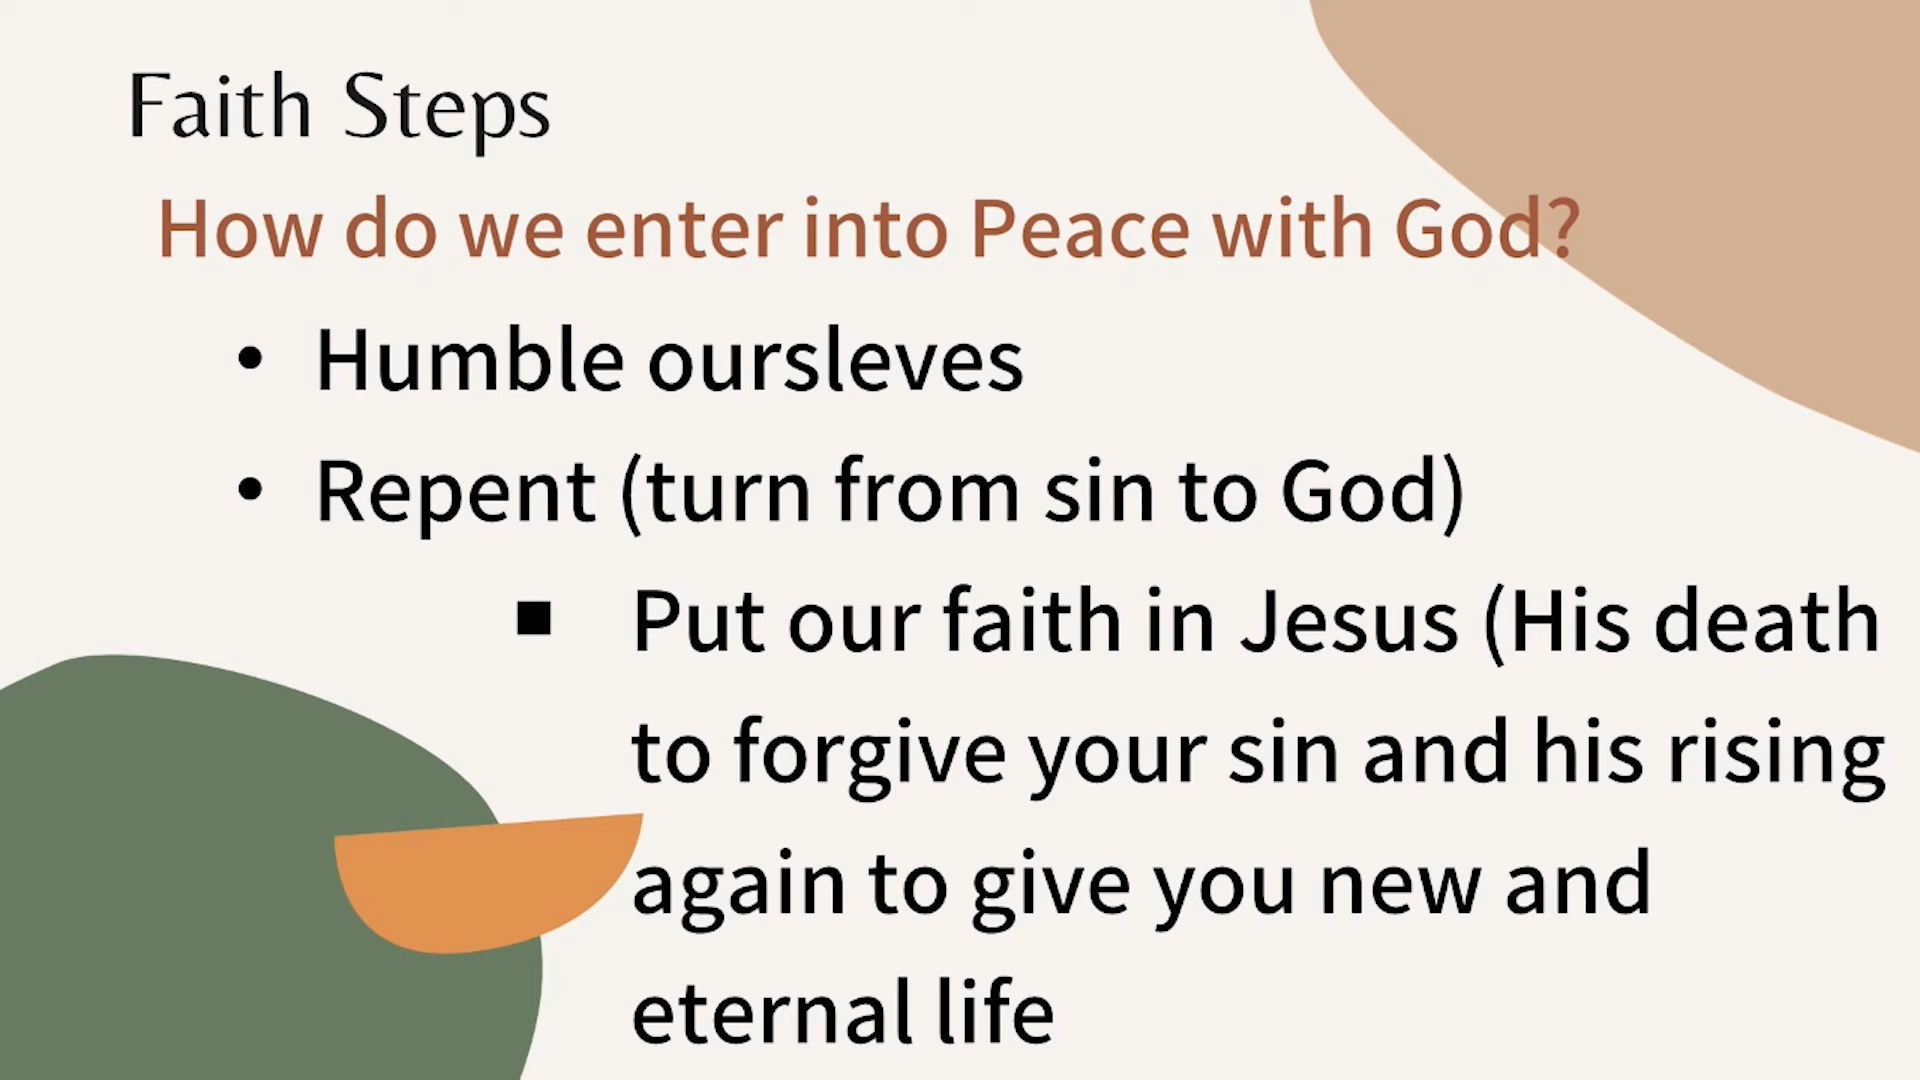 Faith Steps
How do we enter into Peace with God?
• Humble oursleves
• Repent (turn from sin to God)
▪ Put our faith in Jesus (His death
to forgive your sin and his rising
again to give you new and
eternal life